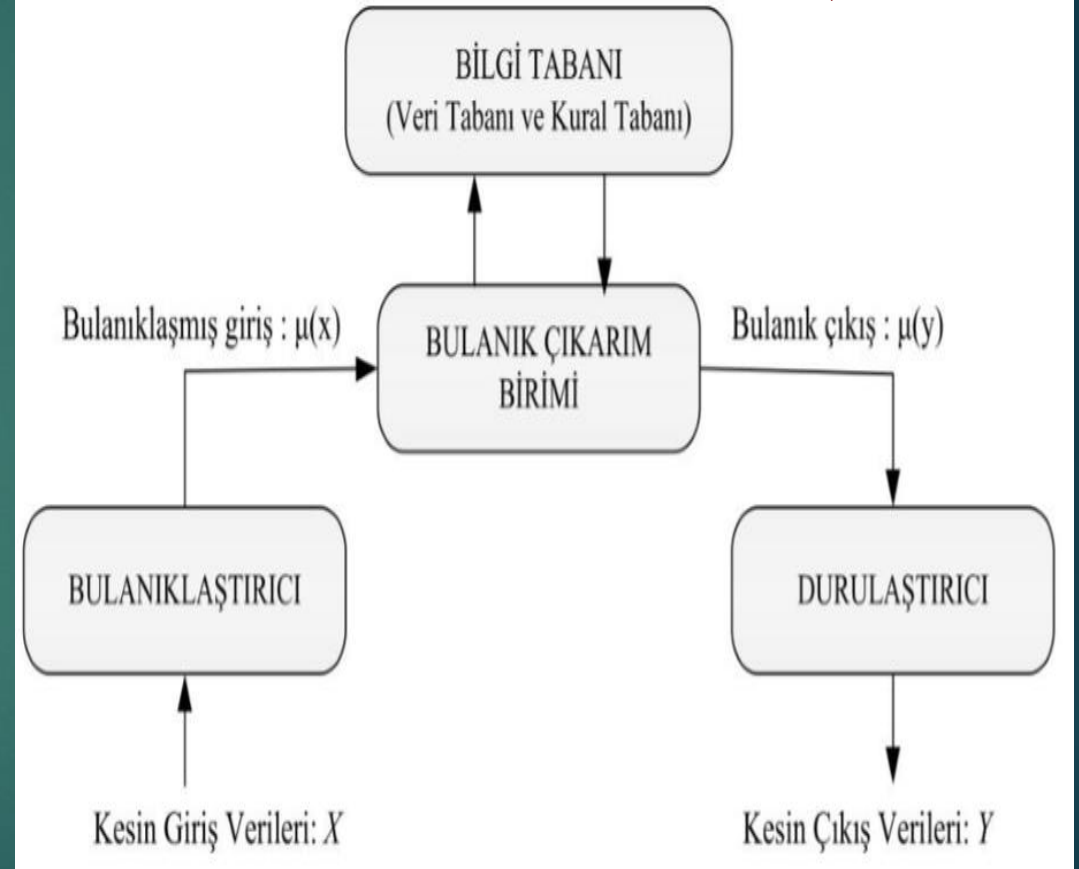 BİLGİ TABANI
(Veri Tabanı ve Kural Tabanı)
Bulanıklaşmış giriş : μ(x)
BULANIK ÇIKARIM
BİRİMİ
Bulanık çıkış : μ(y)
BULANIKLAŞTIRICI
DURULAŞTIRICI
Kesin Giriş Verileri: X
Kesin Çıkış Verileri: Y